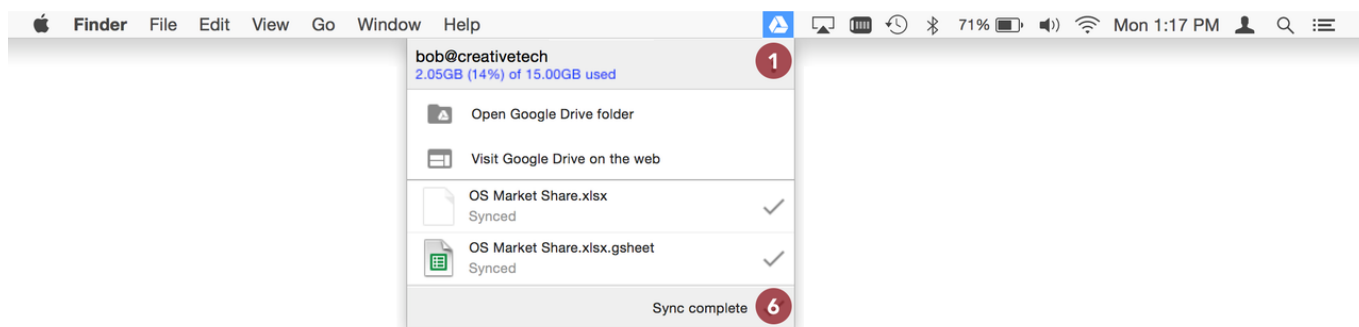 Finder File Edit View Go Window Help 71% Mon 1:17 PM
bob@creativetech
2.05GB (14%) of 15.00GB used
1
Open Google Drive folder
Visit Google Drive on the web
OS Market Share.xlsx
Synced
OS Market Share.xlsx.gsheet
Synced
Sync complete 6